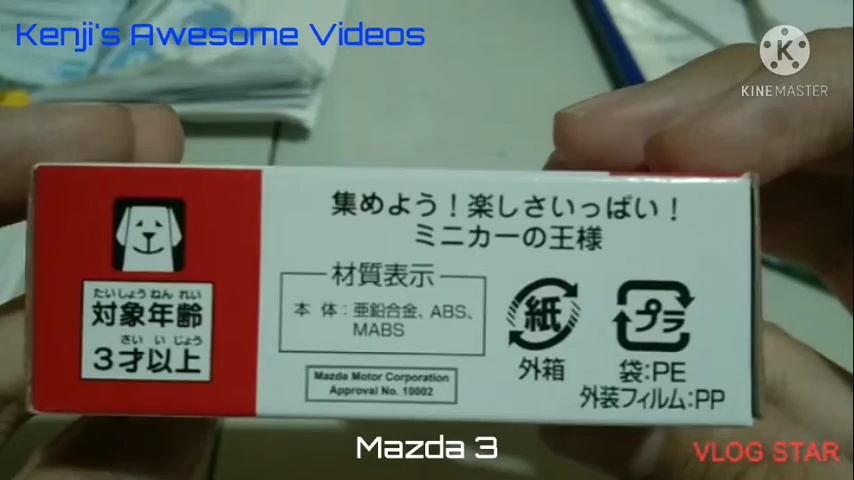 Kenji's Awesome Videos
K
KINEMASTER
集めよう！楽しさいっぱい！
ミニカーの王様
たいしょう ねん れい
対象年齢
さい い じょう
3才以上
材質表示
本 体：亜鉛合金、ABS、
MABS
Mazda Motor Corporation
Approval No. 10002
紙
外箱
プラ
袋：PE
外装フィルム：PP
Mazda 3
VLOG STAR